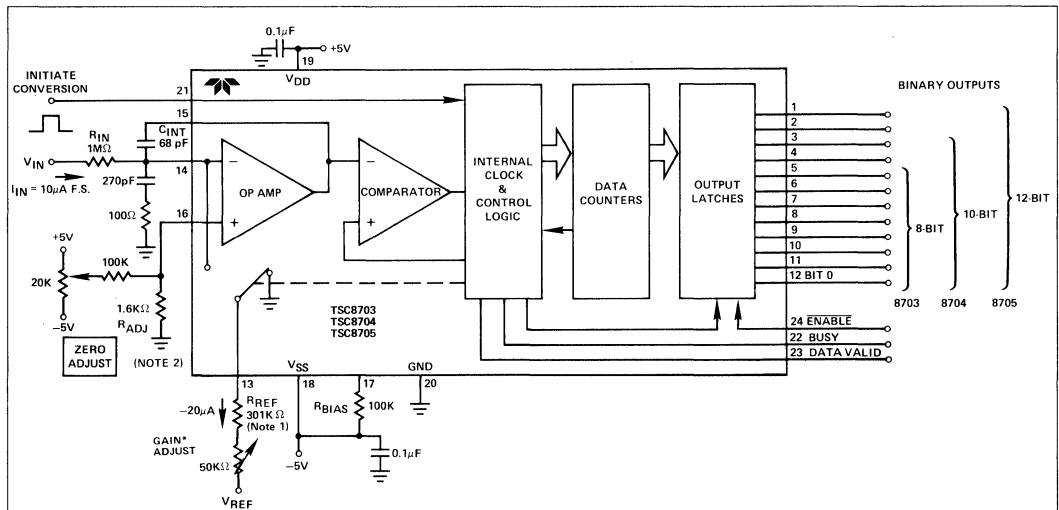 0.1μF
+5V
19
VDD
INITIATE
CONVERSION
21
15
CINT
68 pF
RIN
1MΩ
VIN
14
IIN = 10μA F.S.
270pF
100Ω
16
+5V
100K
20K
-5V
1.6KΩ
RADJ
ZERO
ADJUST
(NOTE 2)
−
OP AMP
+
−
COMPARATOR
+
INTERNAL
CLOCK
&
CONTROL
LOGIC
DATA
COUNTERS
OUTPUT
LATCHES
TSC8703
TSC8704
TSC8705
BINARY OUTPUTS
1
2
3
4
5
6
7
8
9
10
11
12 BIT 0
8-BIT
10-BIT
12-BIT
8703
8704
8705
24 E̅N̅A̅B̅L̅E̅
22 BUSY
23 DATA VALID
13
VSS
18
17
GND
20
−20μA
RREF
301KΩ
(Note 1)
GAIN*
ADJUST
50KΩ
VREF
RBIAS
100K
−5V
0.1μF